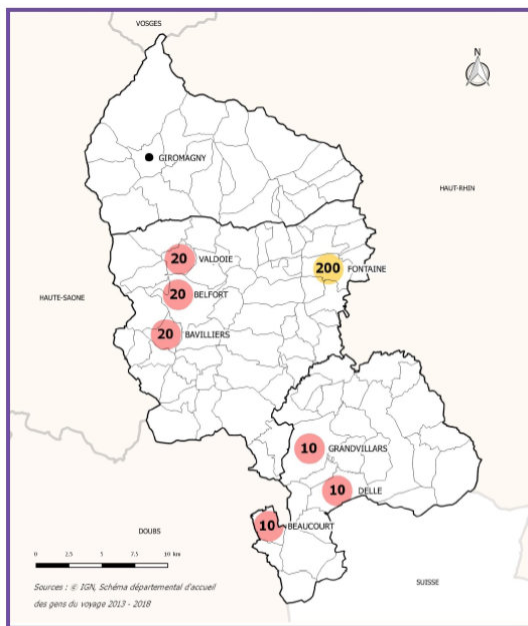 VOSGES
N
GIROMAGNY
HAUT-RHIN
20 VALDOIE
200 FONTAINE
HAUTE-SAONE
20 BELFORT
20 BAVILLIERS
10 GRANDVILLARS
10 DELLE
10 BEAUCOURT
DOUBS
0 2.5 5 7.5 10 km
SUISSE
Sources : © IGN, Schéma départemental d'accueil
des gens du voyage 2013 - 2018